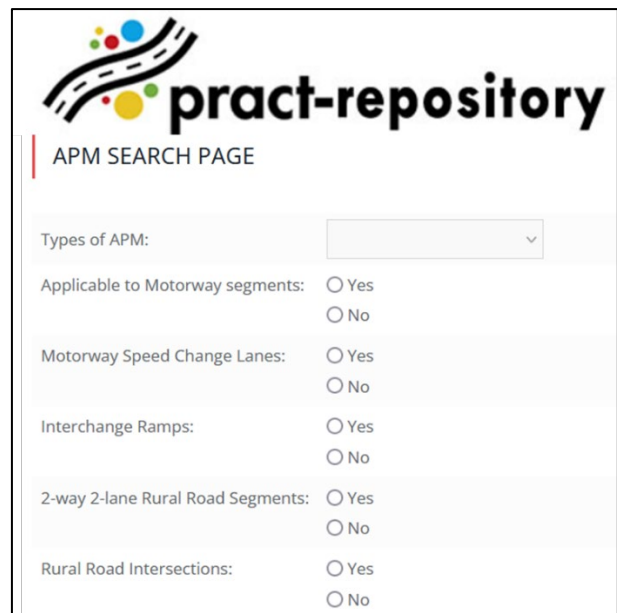 pract-repository
APM SEARCH PAGE
Types of APM:
Applicable to Motorway segments: Yes
No
Motorway Speed Change Lanes: Yes
No
Interchange Ramps: Yes
No
2-way 2-lane Rural Road Segments: Yes
No
Rural Road Intersections: Yes
No